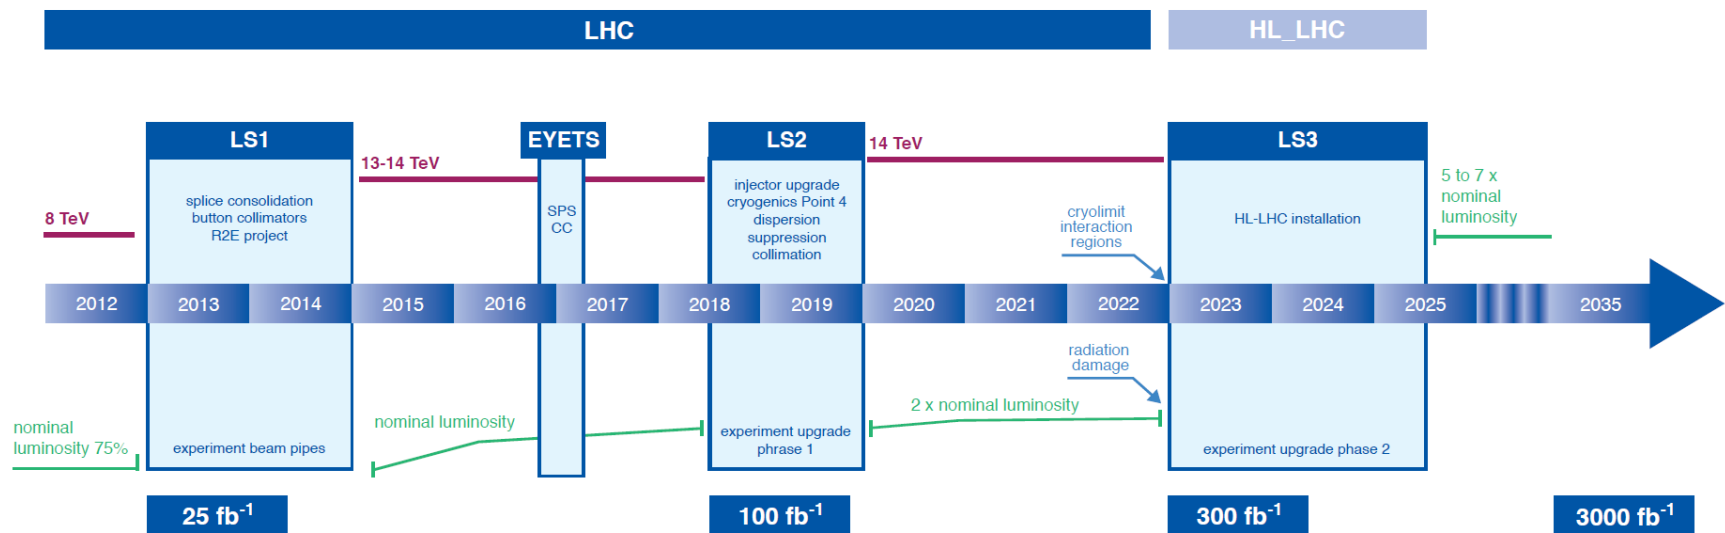 LHC
HL_LHC
LS1
EYETS
LS2
14 TeV
LS3
13-14 TeV
8 TeV
splice consolidation
button collimators
R2E project
SPS
CC
injector upgrade
cryogenics Point 4
dispersion
suppression
collimation
cryolimit
interaction
regions
HL-LHC installation
5 to 7 x
nominal
luminosity
2012 2013 2014 2015 2016 2017 2018 2019 2020 2021 2022 2023 2024 2025 2035
radiation
damage
nominal
luminosity 75%
experiment beam pipes
nominal luminosity
experiment upgrade
phrase 1
2 x nominal luminosity
experiment upgrade phase 2
25 fb-1
100 fb-1
300 fb-1
3000 fb-1